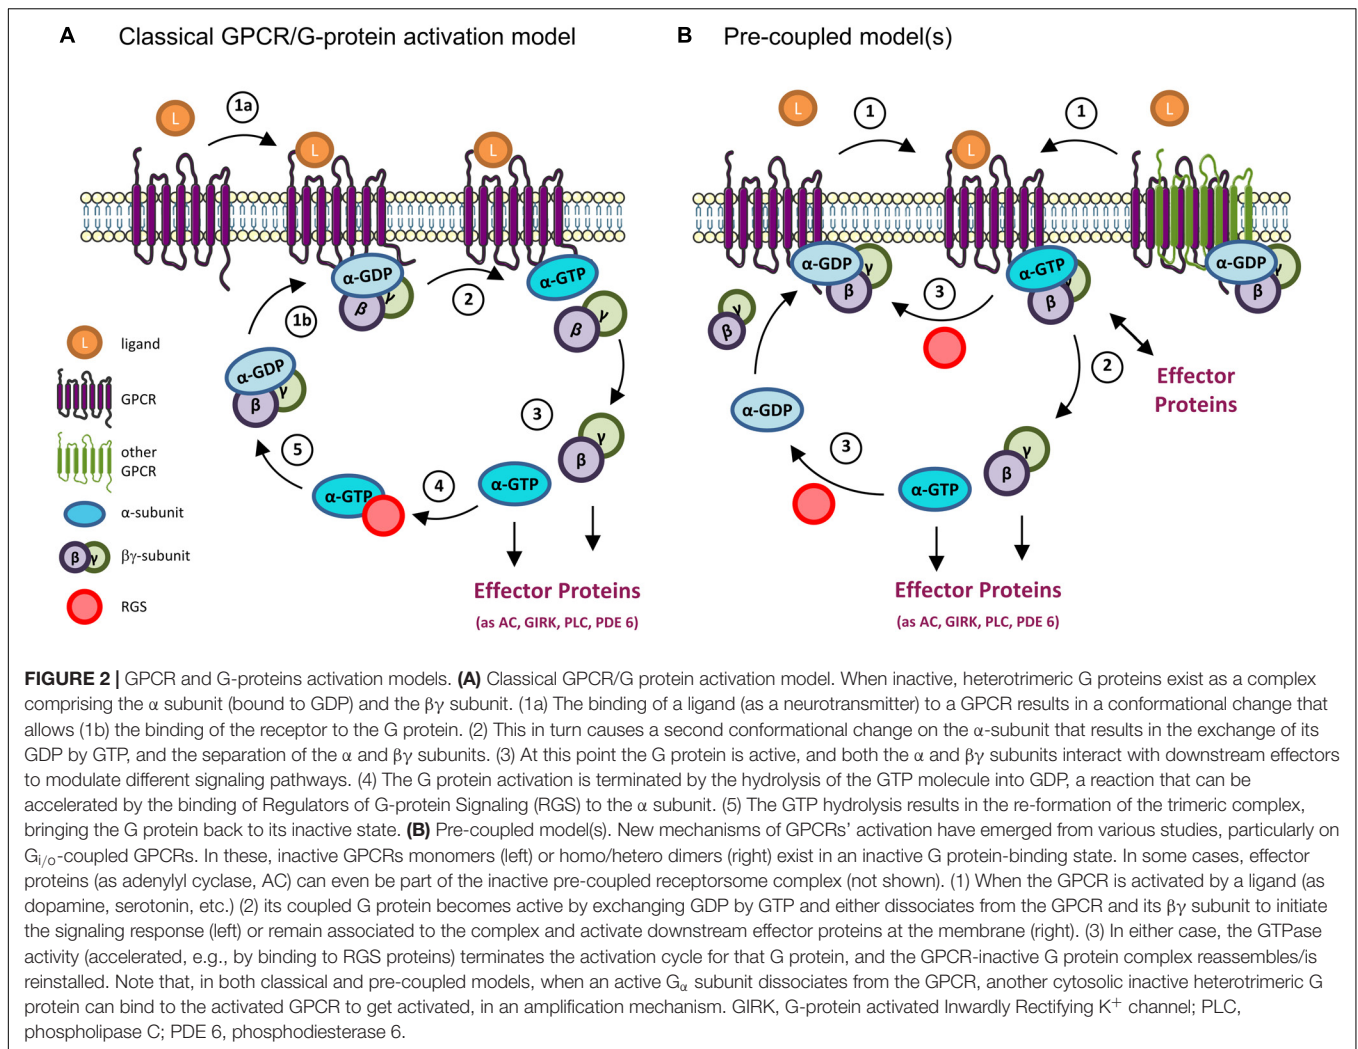 A Classical GPCR/G-protein activation model
B Pre-coupled model(s)
1a
L
L
L
α-GDP
β
γ
2
α-GTP
β
γ
1b
α-GDP
β
γ
3
γ
β
5
α-GTP
4
α-GTP
Effector Proteins
(as AC, GIRK, PLC, PDE 6)
L
ligand
GPCR
other
GPCR
α-subunit
β
γ
βγ-subunit
RGS
L
1
L
1
L
α-GDP
γ
β
α-GTP
γ
β
α-GDP
γ
β
3
γ
β
2
Effector
Proteins
α-GDP
3
γ
β
α-GTP
Effector Proteins
(as AC, GIRK, PLC, PDE 6)
FIGURE 2 | GPCR and G-proteins activation models. (A) Classical GPCR/G protein activation model. When inactive, heterotrimeric G proteins exist as a complex
comprising the α subunit (bound to GDP) and the βγ subunit. (1a) The binding of a ligand (as a neurotransmitter) to a GPCR results in a conformational change that
allows (1b) the binding of the receptor to the G protein. (2) This in turn causes a second conformational change on the α-subunit that results in the exchange of its
GDP by GTP, and the separation of the α and βγ subunits. (3) At this point the G protein is active, and both the α and βγ subunits interact with downstream effectors
to modulate different signaling pathways. (4) The G protein activation is terminated by the hydrolysis of the GTP molecule into GDP, a reaction that can be
accelerated by the binding of Regulators of G-protein Signaling (RGS) to the α subunit. (5) The GTP hydrolysis results in the re-formation of the trimeric complex,
bringing the G protein back to its inactive state. (B) Pre-coupled model(s). New mechanisms of GPCRs' activation have emerged from various studies, particularly on
Gi/o-coupled GPCRs. In these, inactive GPCRs monomers (left) or homo/hetero dimers (right) exist in an inactive G protein-binding state. In some cases, effector
proteins (as adenylyl cyclase, AC) can even be part of the inactive pre-coupled receptorsome complex (not shown). (1) When the GPCR is activated by a ligand (as
dopamine, serotonin, etc.) (2) its coupled G protein becomes active by exchanging GDP by GTP and either dissociates from the GPCR and its βγ subunit to initiate
the signaling response (left) or remain associated to the complex and activate downstream effector proteins at the membrane (right). (3) In either case, the GTPase
activity (accelerated, e.g., by binding to RGS proteins) terminates the activation cycle for that G protein, and the GPCR-inactive G protein complex reassembles/is
reinstalled. Note that, in both classical and pre-coupled models, when an active Gα subunit dissociates from the GPCR, another cytosolic inactive heterotrimeric G
protein can bind to the activated GPCR to get activated, in an amplification mechanism. GIRK, G-protein activated Inwardly Rectifying K+ channel; PLC,
phospholipase C; PDE 6, phosphodiesterase 6.